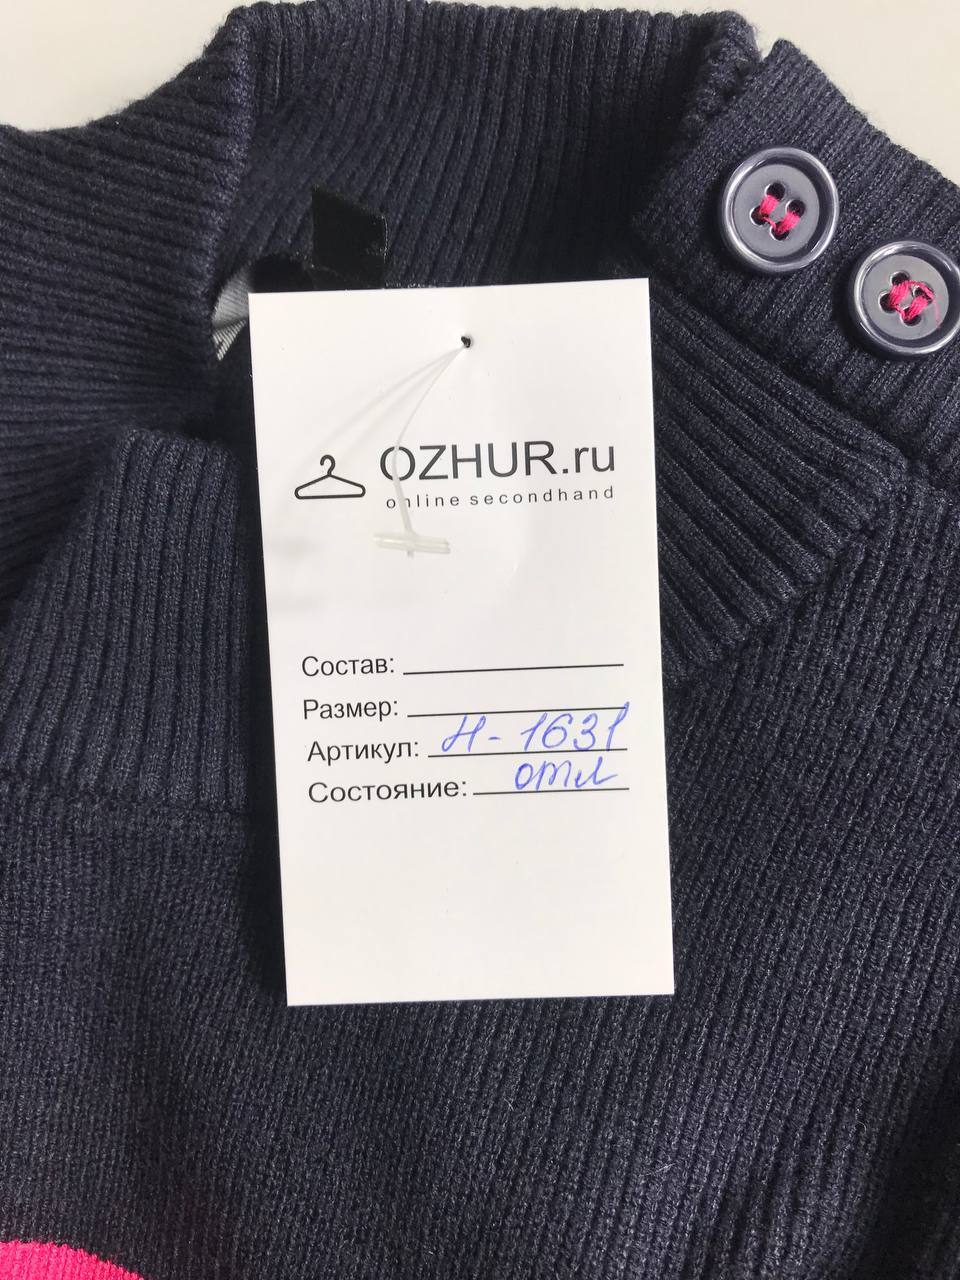 OZHUR.ru
online secondhand
Состав:
Размер:
Артикул: Н-1631
Состояние: отл